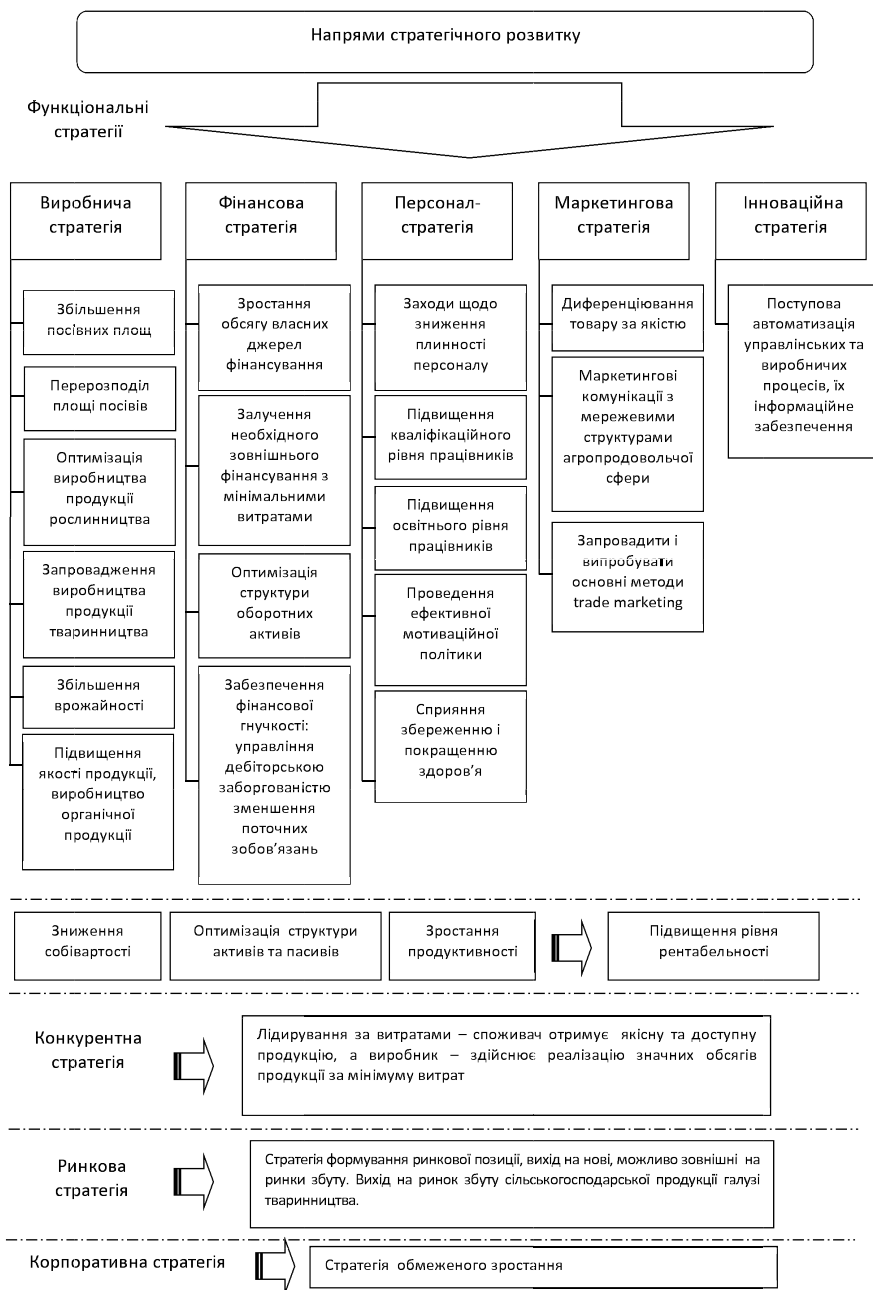 Напрями стратегічного розвитку
Функціональні
стратегії
Виробнича
стратегія
Збільшення
посівних площ
Перерозподіл
площі посівів
Оптимізація
виробництва
продукції
рослинництва
Запровадження
виробництва
продукції
тваринництва
Збільшення
врожайності
Підвищення
якості продукції,
виробництво
органічної
продукції
Фінансова
стратегія
Зростання
обсягу власних
джерел
фінансування
Залучення
необхідного
зовнішнього
фінансування з
мінімальними
витратами
Оптимізація
структури
оборотних
активів
Забезпечення
фінансової
гнучкості:
управління
дебіторською
заборгованістю
зменшення
поточних
зобов’язань
Персонал-
стратегія
Заходи щодо
зниження
плинності
персоналу
Підвищення
кваліфікаційного
рівня працівників
Підвищення
освітнього рівня
працівників
Проведення
ефективної
мотиваційної
політики
Сприяння
збереженню і
покращенню
здоров’я
Маркетингова
стратегія
Диференціювання
товару за якістю
Маркетингові
комунікації з
мережевими
структурами
агропродовольчої
сфери
Запровадити і
випробувати
основні методи
trade marketing
Інноваційна
стратегія
Поступова
автоматизація
управлінських та
виробничих
процесів, їх
інформаційне
забезпечення
Зниження
собівартості
Оптимізація структури
активів та пасивів
Зростання
продуктивності
Підвищення рівня
рентабельності
Конкурентна
стратегія
Лідирування за витратами – споживач отримує якісну та доступну
продукцію, а виробник – здійснює реалізацію значних обсягів
продукції за мінімуму витрат
Ринкова
стратегія
Стратегія формування ринкової позиції, вихід на нові, можливо зовнішні на
ринки збуту. Вихід на ринок збуту сільськогосподарської продукції галузі
тваринництва.
Корпоративна стратегія
Стратегія обмеженого зростання